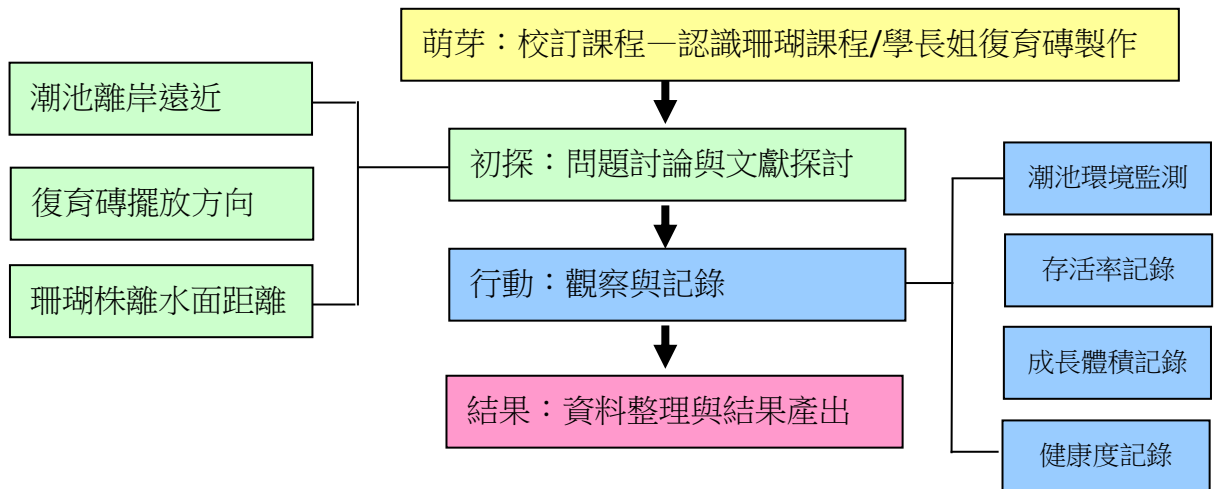 萌芽：校訂課程—認識珊瑚課程/學長姐復育磚製作
潮池離岸遠近
復育磚擺放方向
珊瑚株離水面距離
初探：問題討論與文獻探討
行動：觀察與記錄
結果：資料整理與結果產出
潮池環境監測
存活率記錄
成長體積記錄
健康度記錄